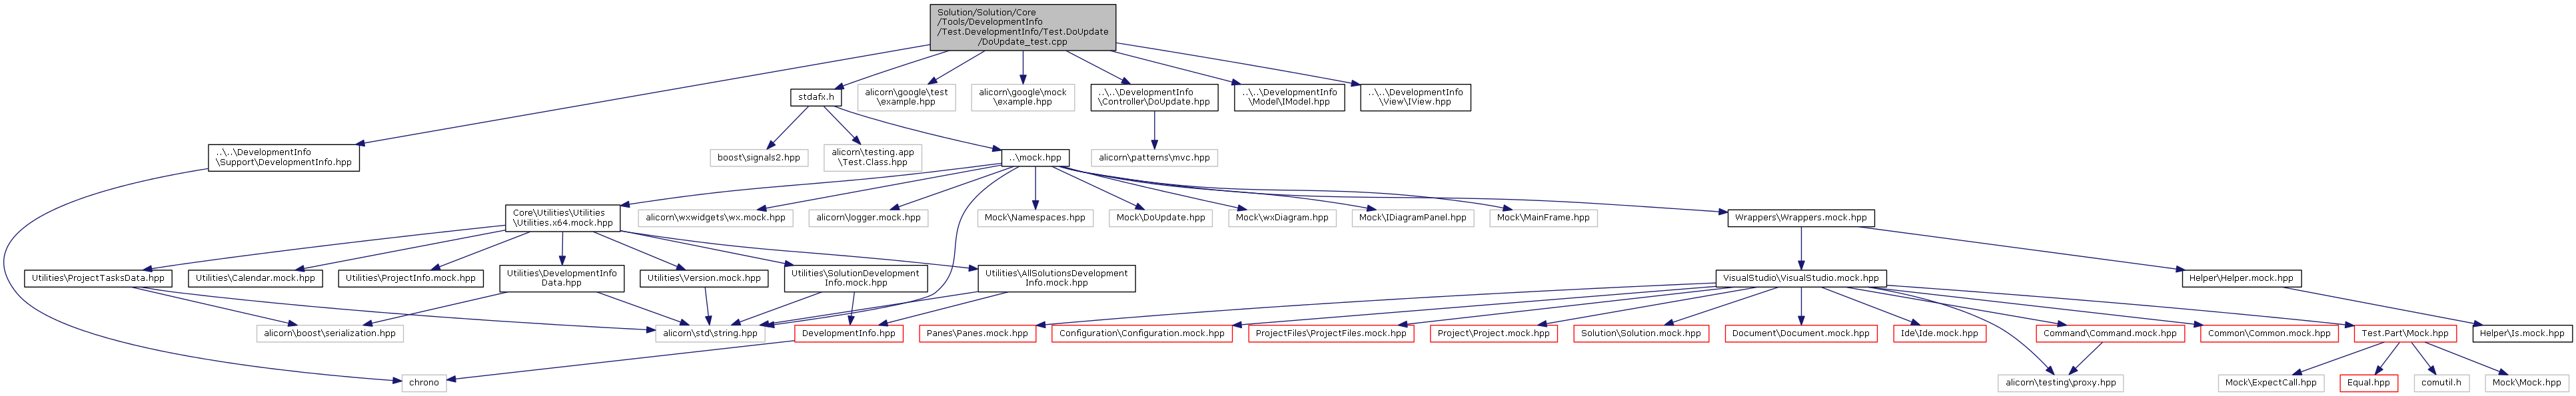 Solution/Solution/Core
/Tools/DevelopmentInfo
/Test.DevelopmentInfo/Test.DoUpdate
/DoUpdate_test.cpp
stdafx.h
alicorn\google\test
\example.hpp
alicorn\google\mock
\example.hpp
..\..\DevelopmentInfo
\Controller\DoUpdate.hpp
..\..\DevelopmentInfo
\Model\IModel.hpp
..\..\DevelopmentInfo
\View\IView.hpp
..\..\DevelopmentInfo
\Support\DevelopmentInfo.hpp
boost\signals2.hpp
alicorn\testing.app
\Test.Class.hpp
..\mock.hpp
alicorn\patterns\mvc.hpp
Core\Utilities\Utilities
\Utilities.x64.mock.hpp
alicorn\wxwidgets\wx.mock.hpp
alicorn\logger.mock.hpp
Mock\Namespaces.hpp
Mock\DoUpdate.hpp
Mock\wxDiagram.hpp
Mock\IDiagramPanel.hpp
Mock\MainFrame.hpp
Wrappers\Wrappers.mock.hpp
Utilities\ProjectTasksData.hpp
Utilities\Calendar.mock.hpp
Utilities\ProjectInfo.mock.hpp
Utilities\DevelopmentInfo
Data.hpp
Utilities\Version.mock.hpp
Utilities\SolutionDevelopment
Info.mock.hpp
Utilities\AllSolutionsDevelopment
Info.mock.hpp
VisualStudio\VisualStudio.mock.hpp
Helper\Helper.mock.hpp
alicorn\boost\serialization.hpp
alicorn\std\string.hpp
DevelopmentInfo.hpp
Panes\Panes.mock.hpp
Configuration\Configuration.mock.hpp
ProjectFiles\ProjectFiles.mock.hpp
Project\Project.mock.hpp
Solution\Solution.mock.hpp
Document\Document.mock.hpp
Ide\Ide.mock.hpp
Command\Command.mock.hpp
Common\Common.mock.hpp
Test.Part\Mock.hpp
Helper\Is.mock.hpp
chrono
alicorn\testing\proxy.hpp
Mock\ExpectCall.hpp
Equal.hpp
comutil.h
Mock\Mock.hpp